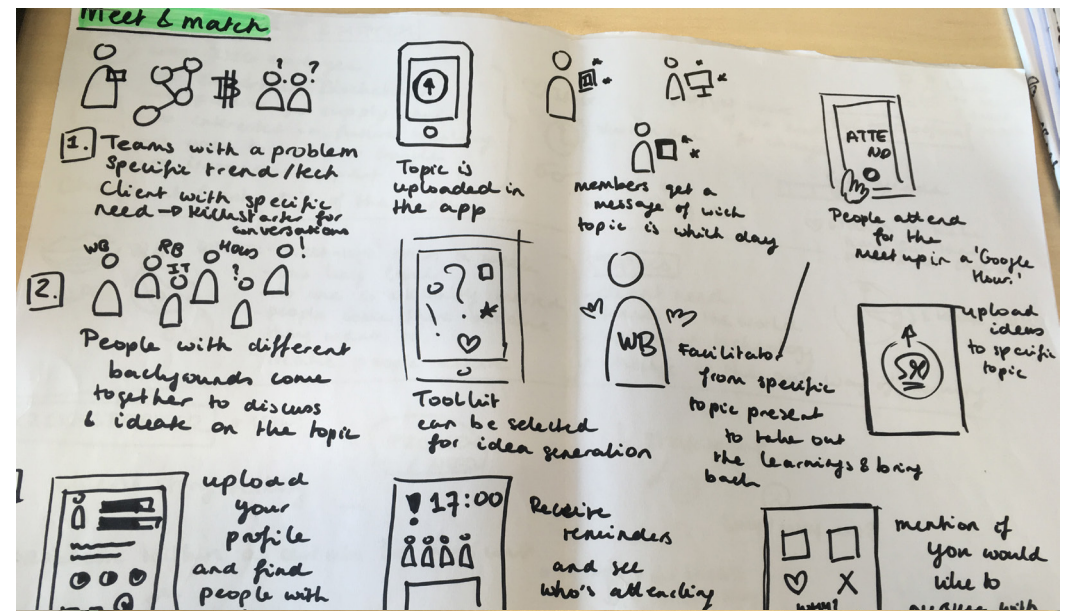 Meet & match
1. Teams with a problem
specific trend/tech
Client with specific
need → kickstarter for
conversations
Topic is
uploaded in
the app
members get a
message of wich
topic is which day
ATTE
ND
People attend
for the
meet up in a 'Google
Hour.'
2.
WB
RB
IT
?
!
People with different
backgounds come
together to discuss
& ideate on the topic
Toolkit
can be selected
for idea generation
WB
Facilitator
from specific
topic present
to take out
the learnings & bring
back
upload
ideas
to specific
topic
upload
your
profile
and find
people with
! 17:00
Receive
reminders
and see
who's attending
X
mention if
you would
like to